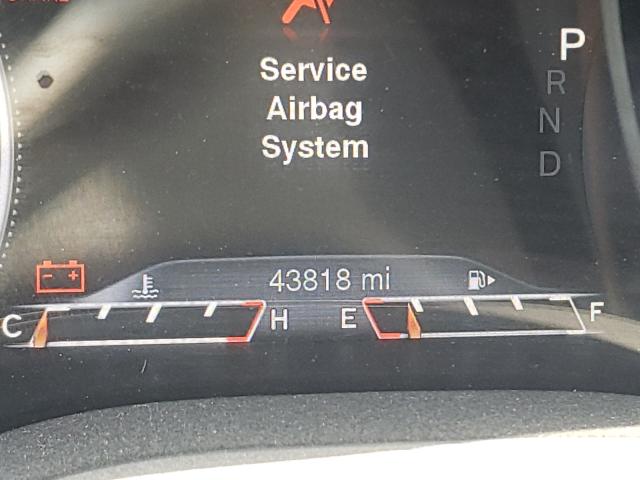 Service
Airbag
System
P
R
N
D
43818 mi
C H E F